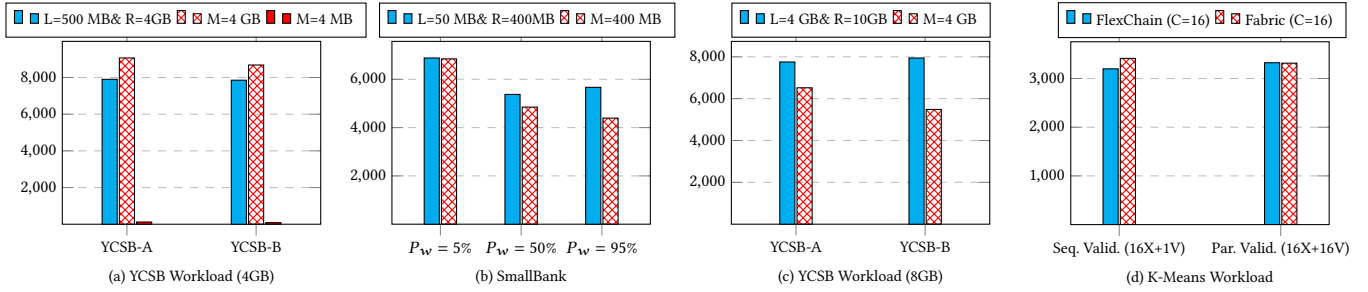 L=500 MB& R=4GB M=4 GB M=4 MB
8,000
6,000
4,000
2,000
YCSB-A YCSB-B
(a) YCSB Workload (4GB)
L=50 MB& R=400MB M=400 MB
6,000
4,000
2,000
Pw = 5% Pw = 50% Pw = 95%
(b) SmallBank
L=4 GB& R=10GB M=4 GB
8,000
6,000
4,000
2,000
YCSB-A YCSB-B
(c) YCSB Workload (8GB)
FlexChain (C=16) Fabric (C=16)
3,000
2,000
1,000
Seq. Valid. (16X+1V) Par. Valid. (16X+16V)
(d) K-Means Workload